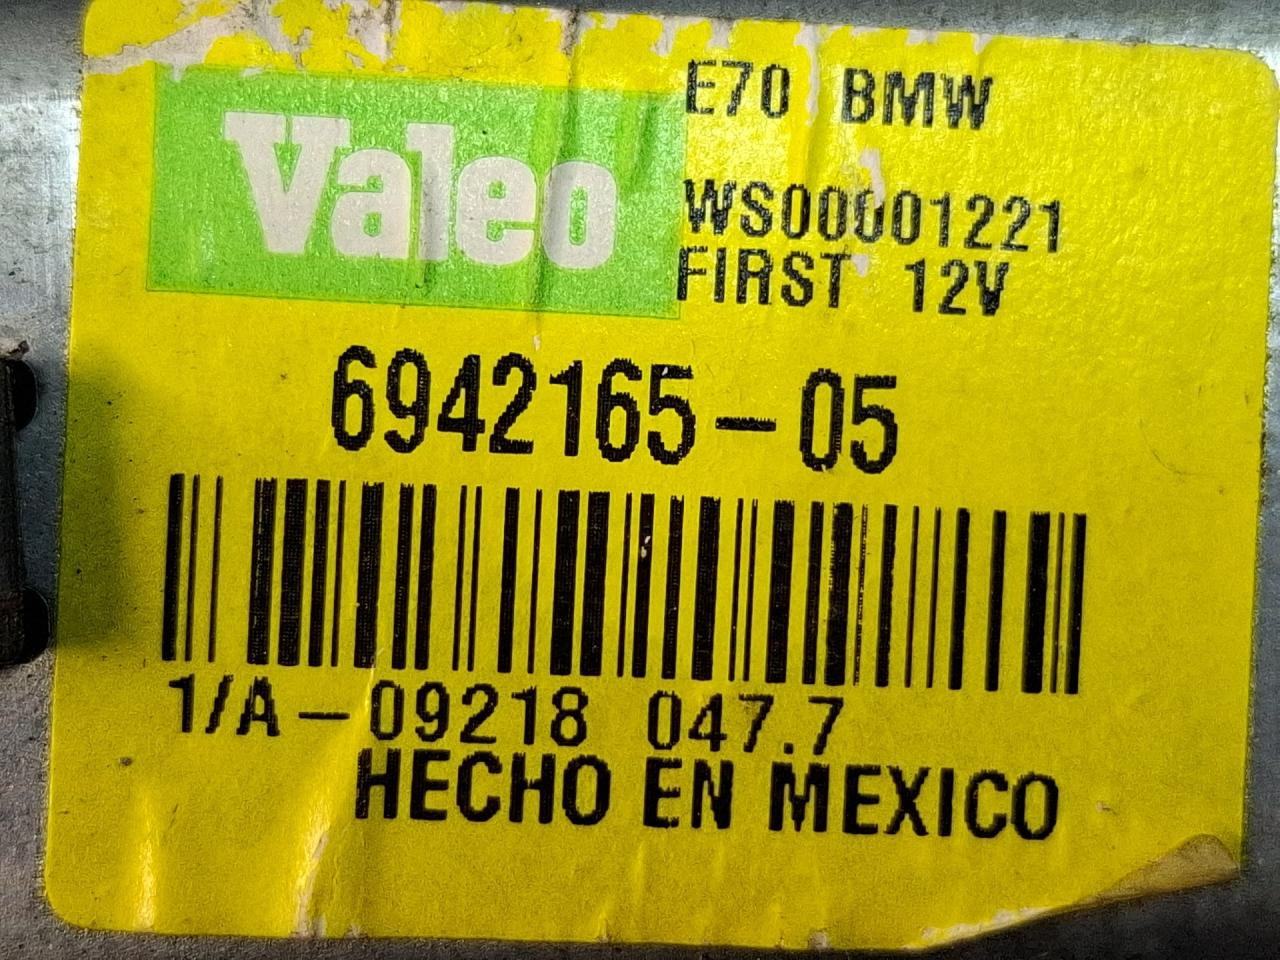 Valeo
E70 BMW
WS00001221
FIRST 12V
6942165-05
1/A-09218 047.7
HECHO EN MEXICO